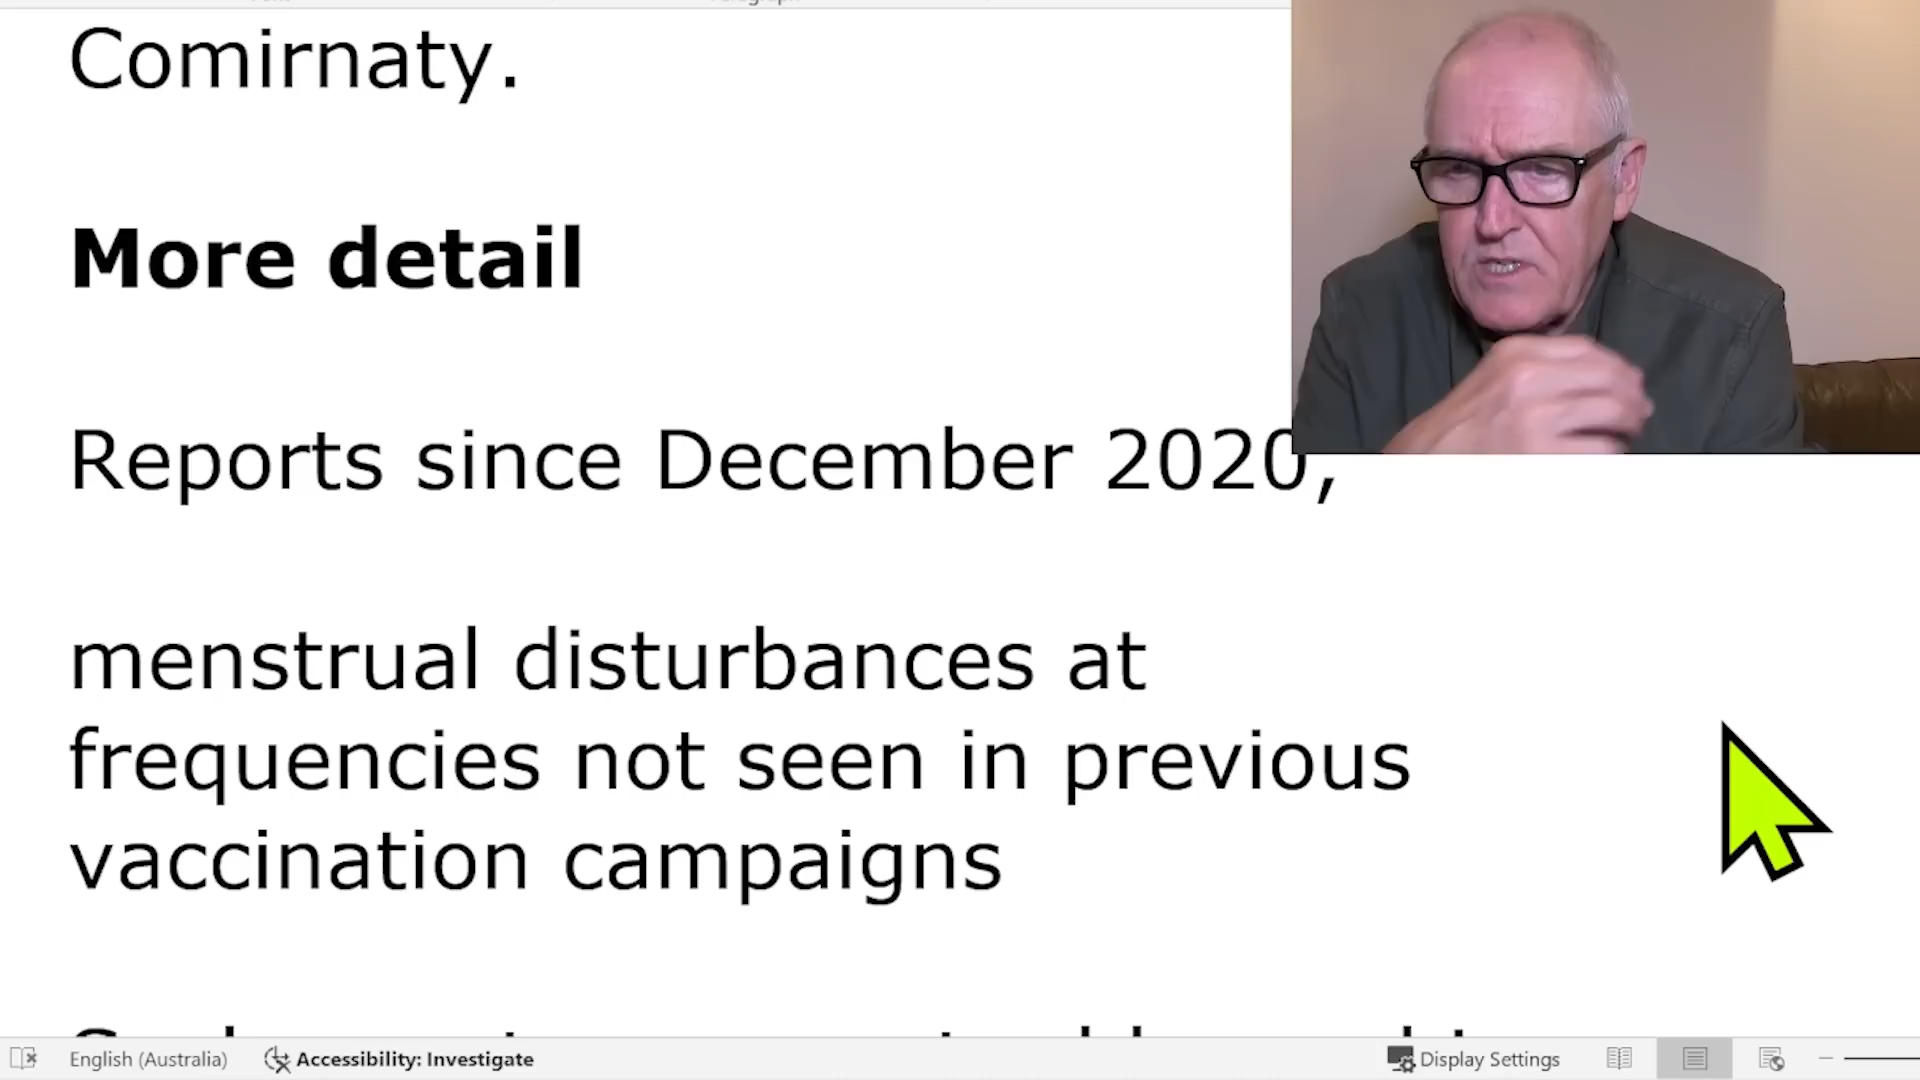 Comirnaty.
More detail
Reports since December 2020,
menstrual disturbances at
frequencies not seen in previous
vaccination campaigns
English (Australia)
Accessibility: Investigate
Display Settings